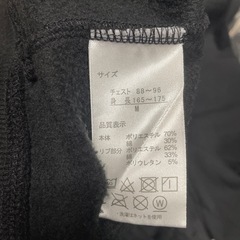 サイズ
チェスト 88～96
身 長 165～175
M
品質表示
本体 ポリエステル 70%
綿 30%
リブ部分 ポリエステル 62%
綿 33%
ポリウレタン 5%